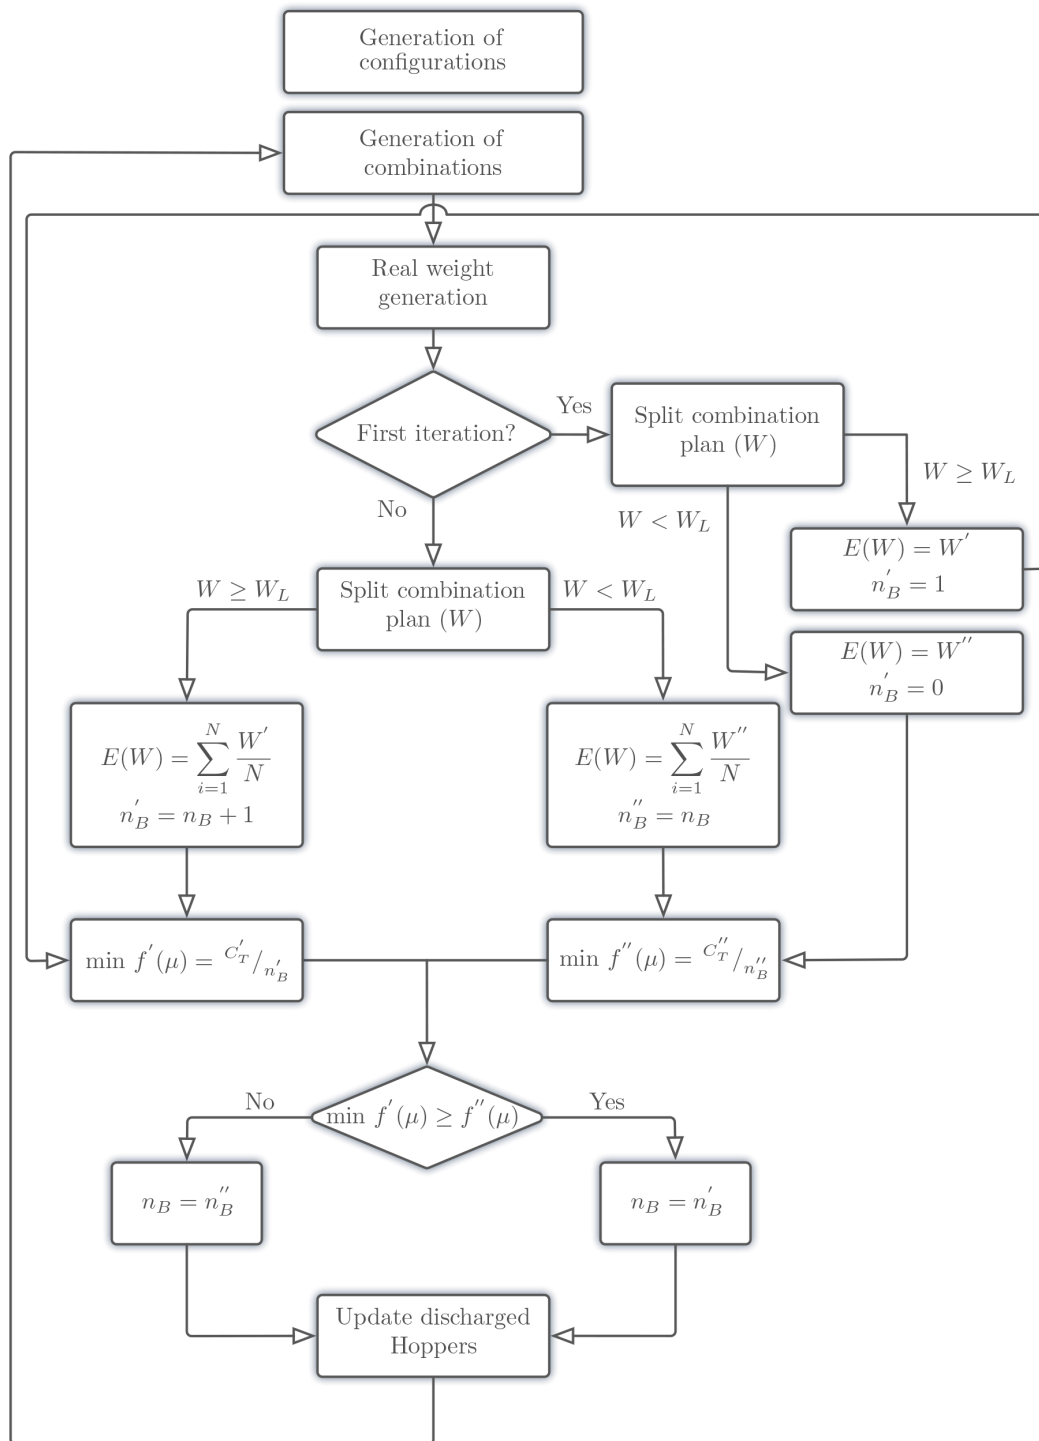 Generation of
configurations
Generation of
combinations
Real weight
generation
First iteration?
Yes
No
Split combination
plan (W)
W ≥ W_L
W < W_L
E(W) = W'
n'_B = 1
E(W) = W''
n'_B = 0
Split combination
plan (W)
W ≥ W_L
W < W_L
E(W) = \sum_{i=1}^{N} \frac{W'}{N}
n'_B = n_B + 1
E(W) = \sum_{i=1}^{N} \frac{W''}{N}
n''_B = n_B
min f'(μ) = C'_T/n'_B
min f''(μ) = C''_T/n''_B
min f'(μ) ≥ f''(μ)
No
Yes
n_B = n''_B
n_B = n'_B
Update discharged
Hoppers